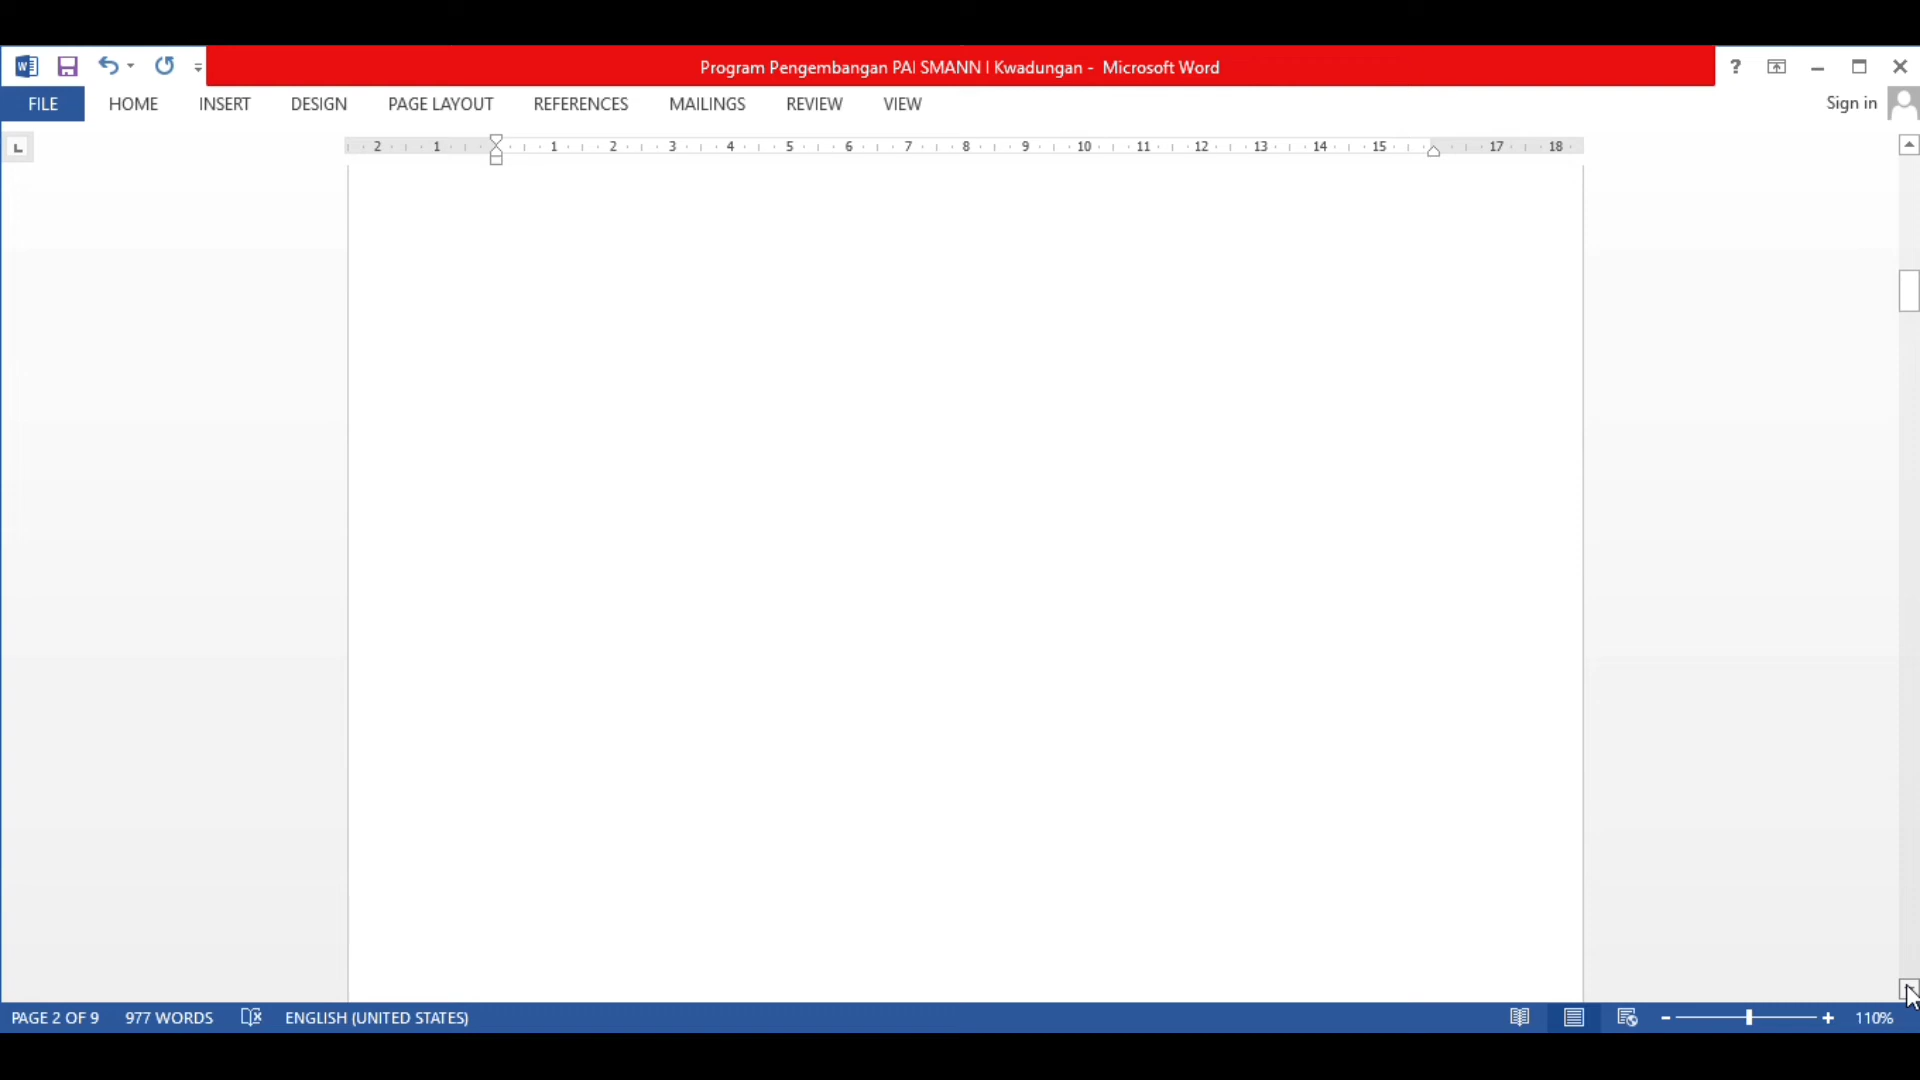 Program Pengembangan PAI SMANN I Kwadungan - Microsoft Word
FILE HOME INSERT DESIGN PAGE LAYOUT REFERENCES MAILINGS REVIEW VIEW Sign in
2 1 1 2 3 4 5 6 7 8 9 10 11 12 13 14 15 17 18
PAGE 2 OF 9 977 WORDS ENGLISH (UNITED STATES) 110%